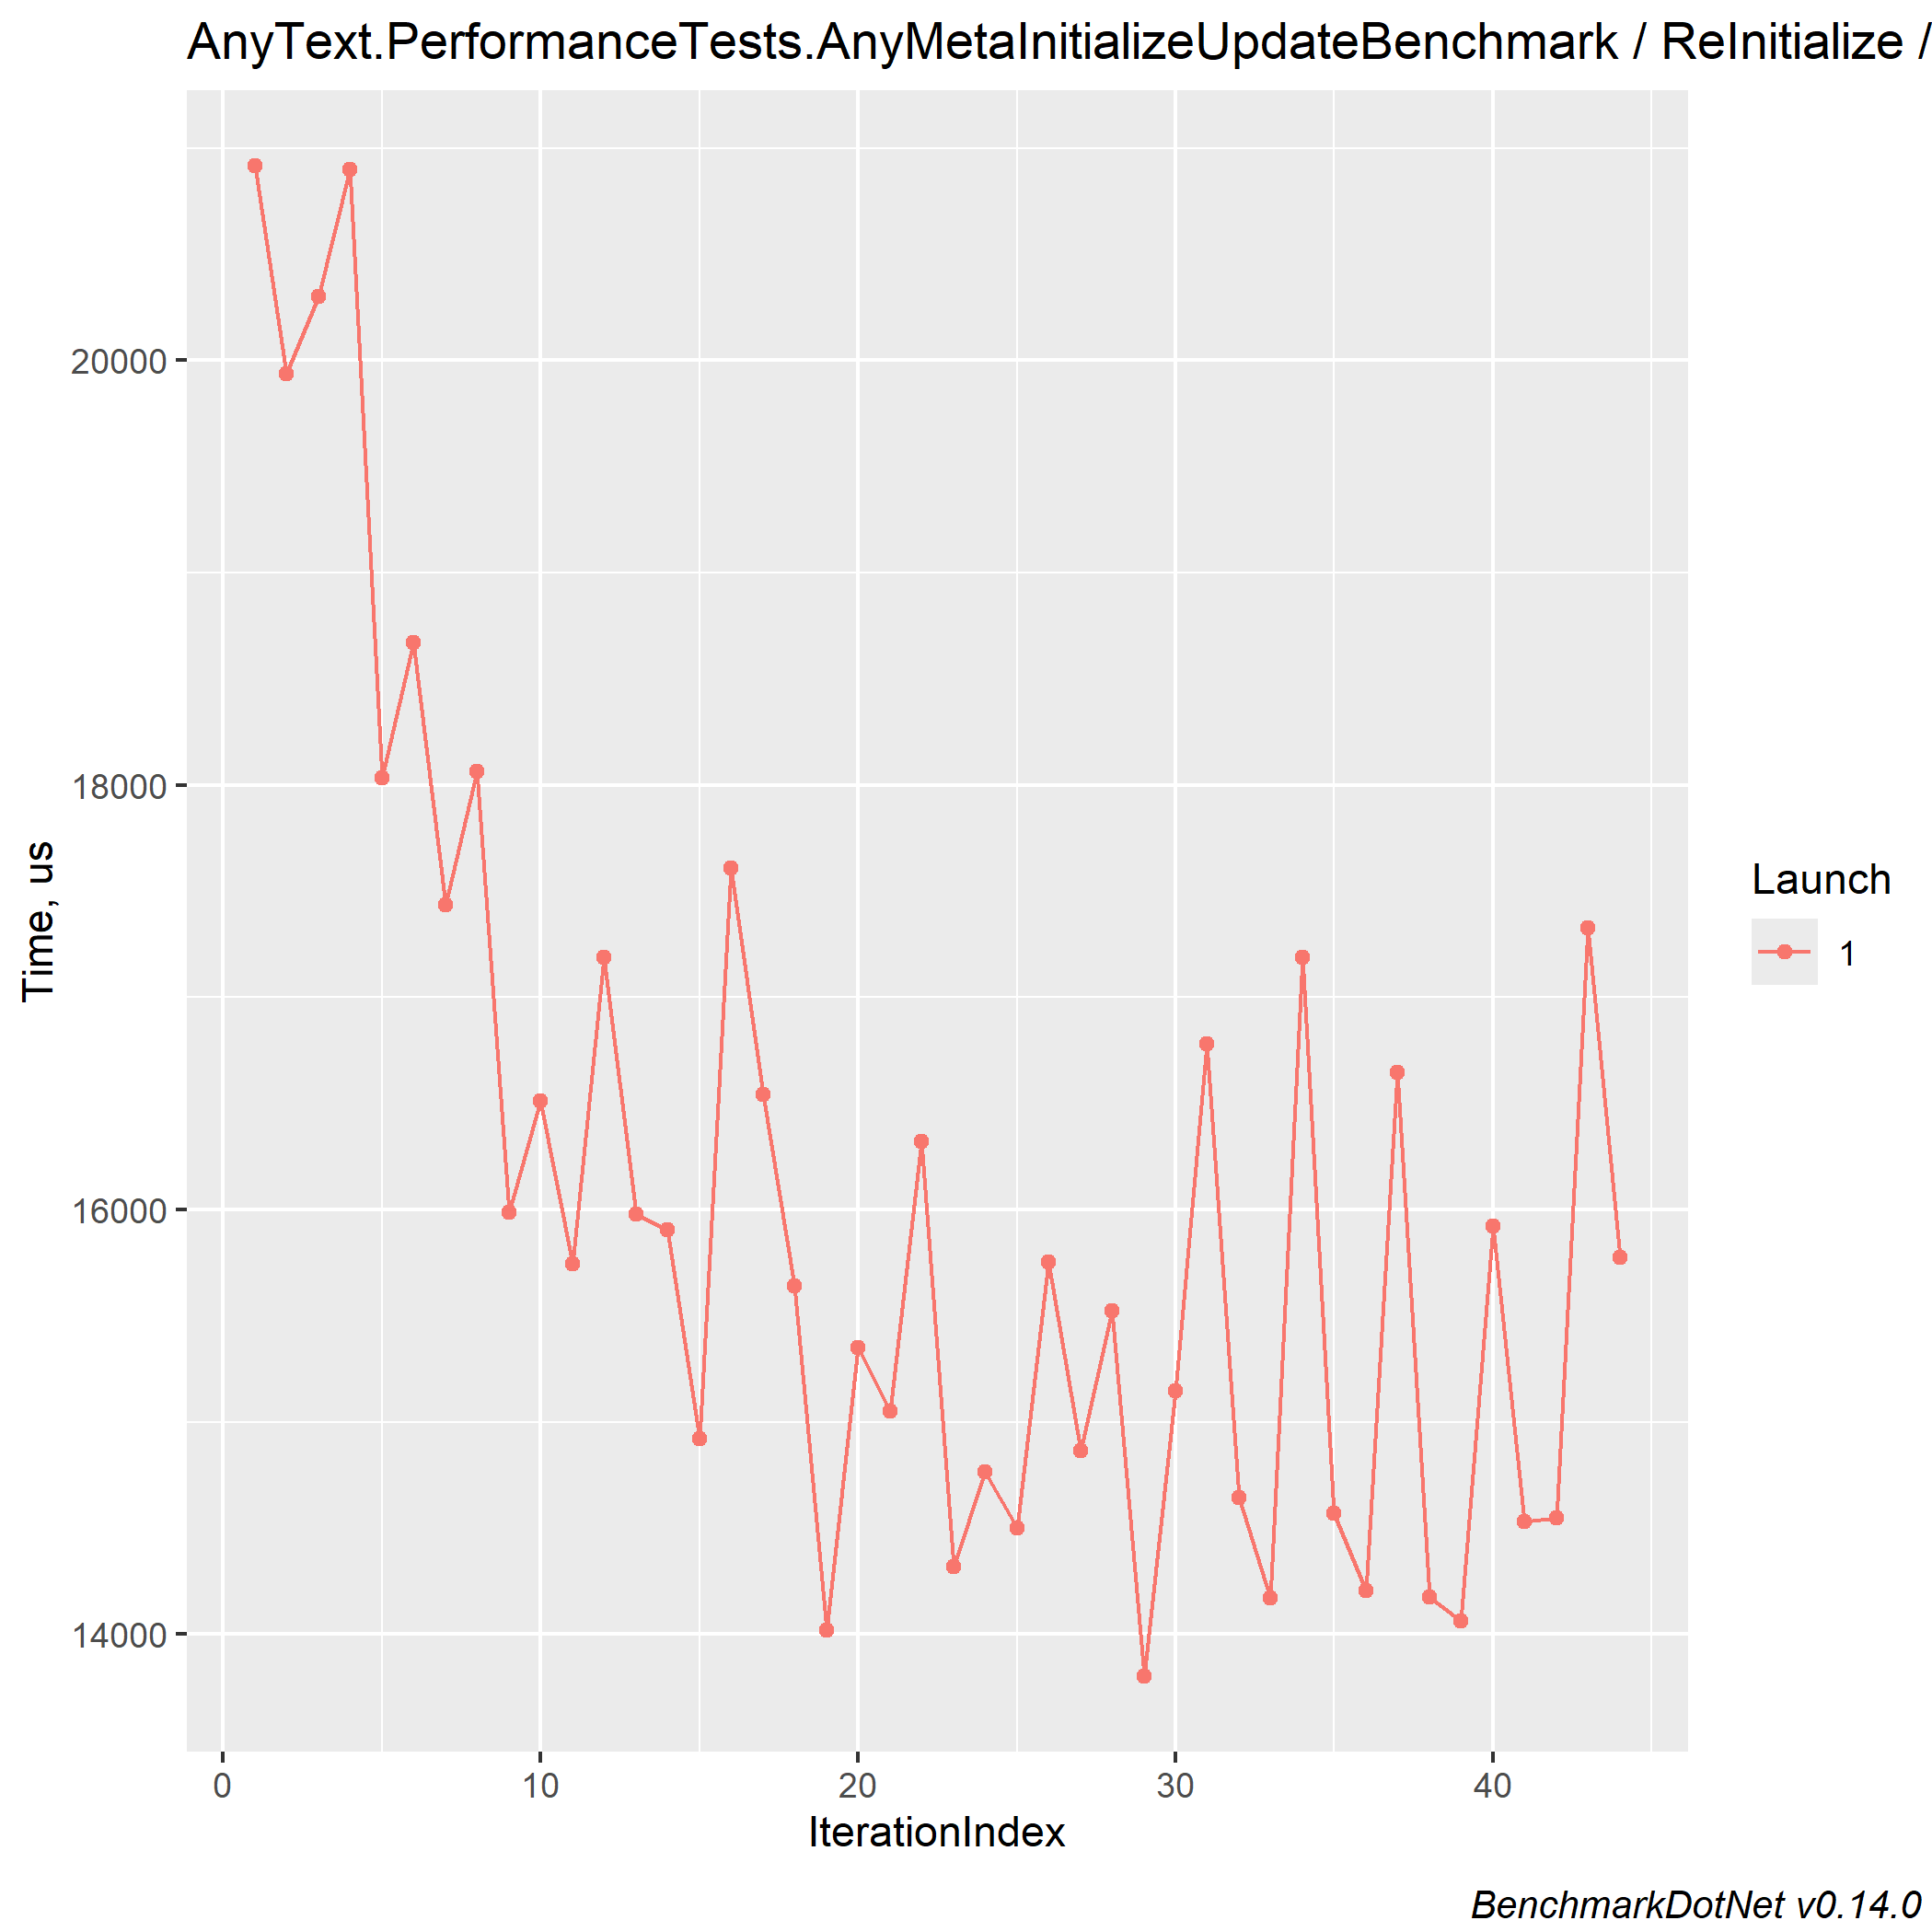 AnyText.PerformanceTests.AnyMetaInitializeUpdateBenchmark / ReInitialize /
20000
18000
16000
14000
Time, us
0 10 20 30 40
IterationIndex
Launch
1
BenchmarkDotNet v0.14.0